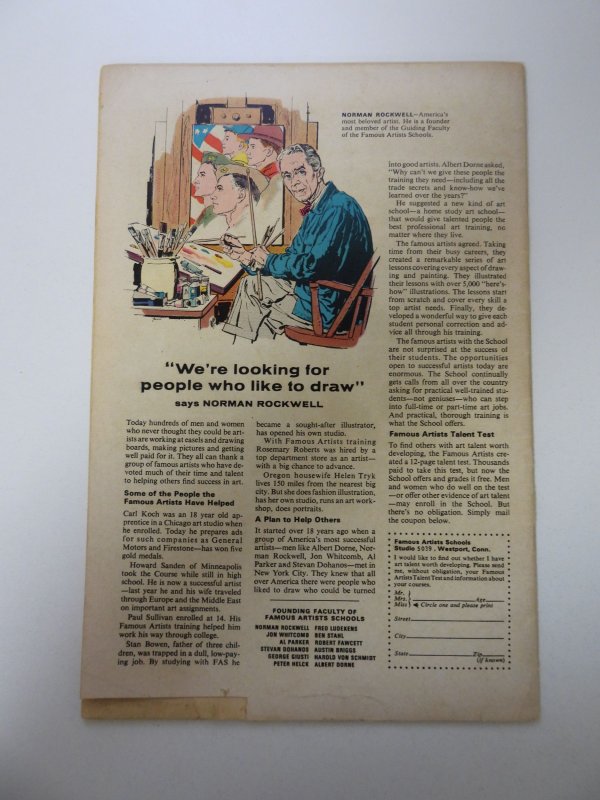 NORMAN ROCKWELL—America's
most beloved artist. He is a founder
and member of the Guiding Faculty
of the Famous Artists Schools.
"We're looking for
people who like to draw"
says NORMAN ROCKWELL
Today hundreds of men and women
who never thought they could be art-
ists are working at easels and drawing
boards, making pictures and getting
well paid for it. They all can thank a
group of famous artists who have de-
voted much of their time and talent
to helping others find success in art.
Some of the People the
Famous Artists Have Helped
Carl Koch was an 18 year old ap-
prentice in a Chicago art studio when
he enrolled. Today he prepares ads
for such companies as General
Motors and Firestone—has won five
gold medals.
Howard Sanden of Minneapolis
took the Course while still in high
school. He is now a successful artist
—last year he and his wife traveled
through Europe and the Middle East
on important art assignments.
Paul Sullivan enrolled at 14. His
Famous Artists training helped him
work his way through college.
Stan Bowen, father of three chil-
dren, was trapped in a dull, low-pay-
ing job. By studying with FAS he
became a sought-after illustrator,
has opened his own studio.
With Famous Artists training
Rosemary Roberts was hired by a
top department store as an artist—
with a big chance to advance.
Oregon housewife Helen Tryk
lives 150 miles from the nearest big
city. But she does fashion illustration,
has her own studio, runs an art work-
shop, does portraits.
A Plan to Help Others
It started over 18 years ago when a
group of America's most successful
artists—men like Albert Dorne, Nor-
man Rockwell, Jon Whitcomb, Al
Parker and Stevan Dohanos—met in
New York City. They knew that all
over America there were people who
liked to draw who could be turned
FOUNDING FACULTY OF
FAMOUS ARTISTS SCHOOLS
NORMAN ROCKWELL FRED LUDEKENS
JON WHITCOMB BEN STAHL
AL PARKER ROBERT FAWCETT
STEVAN DOHANOS AUSTIN BRIGGS
GEORGE GIUSTI HAROLD VON SCHMIDT
PETER HELCK ALBERT DORNE
into good artists. Albert Dorne asked,
"Why can't we give these people the
training they need—including all the
trade secrets and know-how we've
learned over the years?"
He suggested a new kind of art
school—a home study art school—
that would give talented people the
best professional art training, no
matter where they live.
The famous artists agreed. Taking
time from their busy careers, they
created a remarkable series of art
lessons covering every aspect of draw-
ing and painting. They illustrated
their lessons with over 5,000 "here's-
how" illustrations. The lessons start
from scratch and cover every skill a
top artist needs. Finally, they de-
veloped a wonderful way to give each
student personal correction and ad-
vice all through his training.
The famous artists with the School
are not surprised at the success of
their students. The opportunities
open to successful artists today are
enormous. The School continually
gets calls from all over the country
asking for practical well-trained stu-
dents—not geniuses—who can step
into full-time or part-time art jobs.
And practical, thorough training is
what the School offers.
Famous Artists Talent Test
To find others with art talent worth
developing, the Famous Artists cre-
ated a 12-page talent test. Thousands
paid to take this test, but now the
School offers and grades it free. Men
and women who do well on the test
—or offer other evidence of art talent
—may enroll in the School. But
there's no obligation. Simply mail
the coupon below.
Famous Artists Schools
Studio 5039, Westport, Conn.
I would like to find out whether I have
art talent worth developing. Please send
me, without obligation, your Famous
Artists Talent Test and information about
your courses.
Mr.
Mrs. Age
Miss Circle one and please print
Street
City
State Zip
(if known)